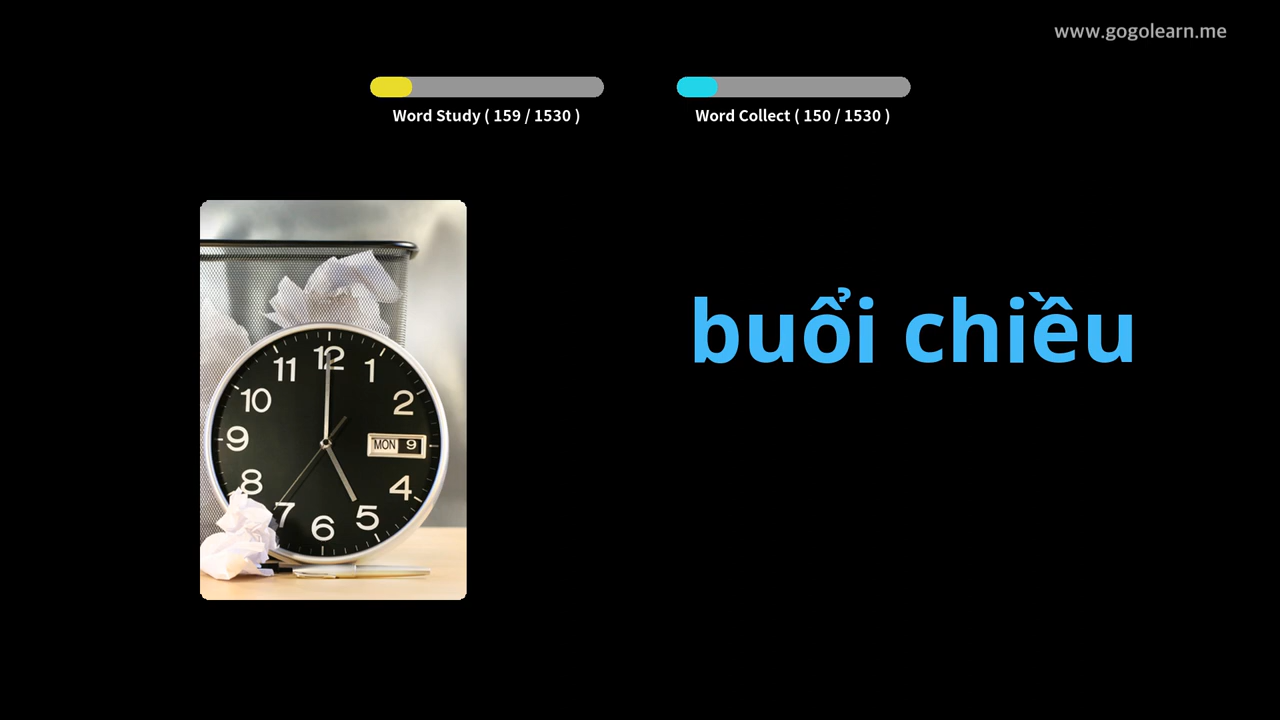 www.gogolearn.me
Word Study ( 159 / 1530 )
Word Collect ( 150 / 1530 )
buổi chiều
12
11
1
10
2
9
MON 9
8
4
7
5
6